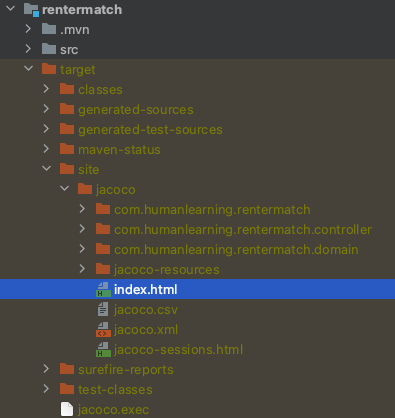 rentermatch
.mvn
src
target
classes
generated-sources
generated-test-sources
maven-status
site
jacoco
com.humanlearning.rentermatch
com.humanlearning.rentermatch.controller
com.humanlearning.rentermatch.domain
jacoco-resources
index.html
jacoco.csv
jacoco.xml
jacoco-sessions.html
surefire-reports
test-classes
jacoco.exec